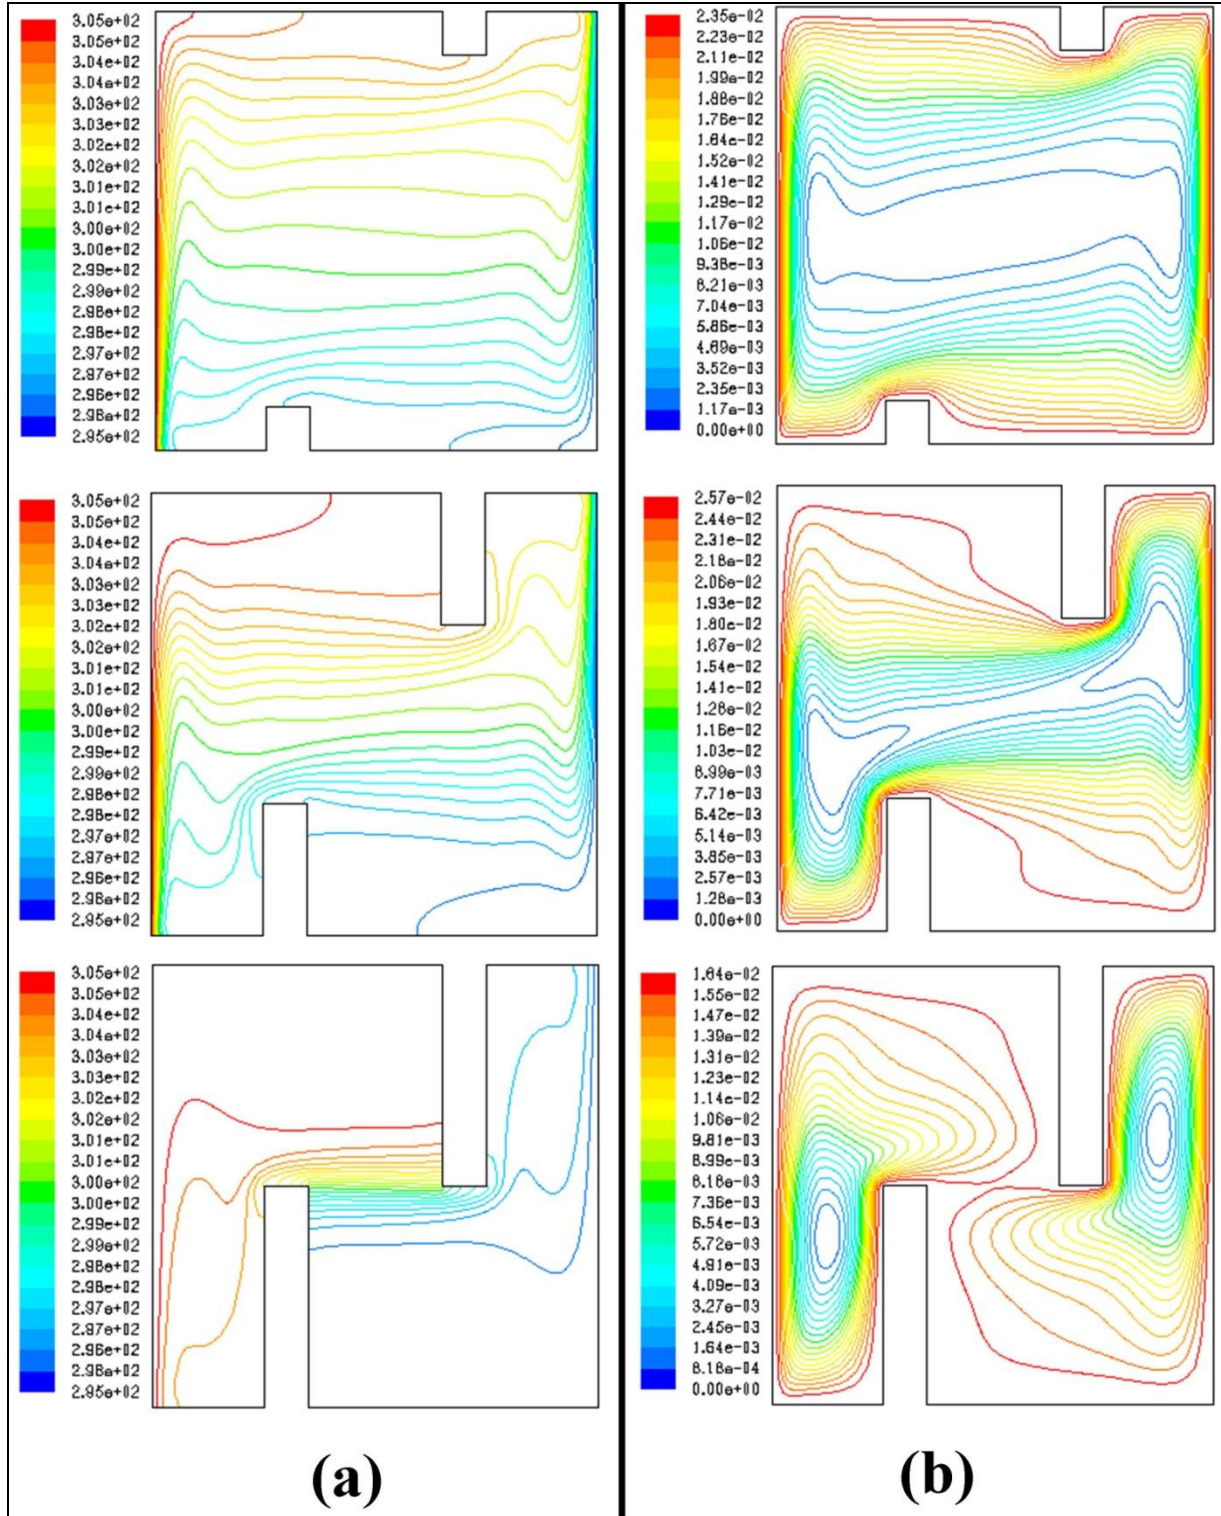 3.05e+02
3.05e+02
3.04e+02
3.04e+02
3.03e+02
3.03e+02
3.02e+02
3.02e+02
3.01e+02
3.01e+02
3.00e+02
3.00e+02
2.99e+02
2.99e+02
2.98e+02
2.98e+02
2.97e+02
2.97e+02
2.96e+02
2.96e+02
2.95e+02
2.35e-02
2.23e-02
2.11e-02
1.99e-02
1.88e-02
1.76e-02
1.64e-02
1.52e-02
1.41e-02
1.29e-02
1.17e-02
1.06e-02
9.38e-03
8.21e-03
7.04e-03
5.86e-03
4.69e-03
3.52e-03
2.35e-03
1.17e-03
0.00e+00
3.05e+02
3.05e+02
3.04e+02
3.04e+02
3.03e+02
3.03e+02
3.02e+02
3.02e+02
3.01e+02
3.01e+02
3.00e+02
3.00e+02
2.99e+02
2.99e+02
2.98e+02
2.98e+02
2.97e+02
2.97e+02
2.96e+02
2.96e+02
2.95e+02
2.57e-02
2.44e-02
2.31e-02
2.18e-02
2.06e-02
1.93e-02
1.80e-02
1.67e-02
1.54e-02
1.41e-02
1.28e-02
1.16e-02
1.03e-02
8.99e-03
7.71e-03
6.42e-03
5.14e-03
3.85e-03
2.57e-03
1.28e-03
0.00e+00
3.05e+02
3.05e+02
3.04e+02
3.04e+02
3.03e+02
3.03e+02
3.02e+02
3.02e+02
3.01e+02
3.01e+02
3.00e+02
3.00e+02
2.99e+02
2.99e+02
2.98e+02
2.98e+02
2.97e+02
2.97e+02
2.96e+02
2.96e+02
2.95e+02
1.64e-02
1.55e-02
1.47e-02
1.39e-02
1.31e-02
1.23e-02
1.14e-02
1.06e-02
9.81e-03
8.99e-03
8.18e-03
7.36e-03
6.54e-03
5.72e-03
4.91e-03
4.09e-03
3.27e-03
2.45e-03
1.64e-03
8.18e-04
0.00e+00
(a)
(b)